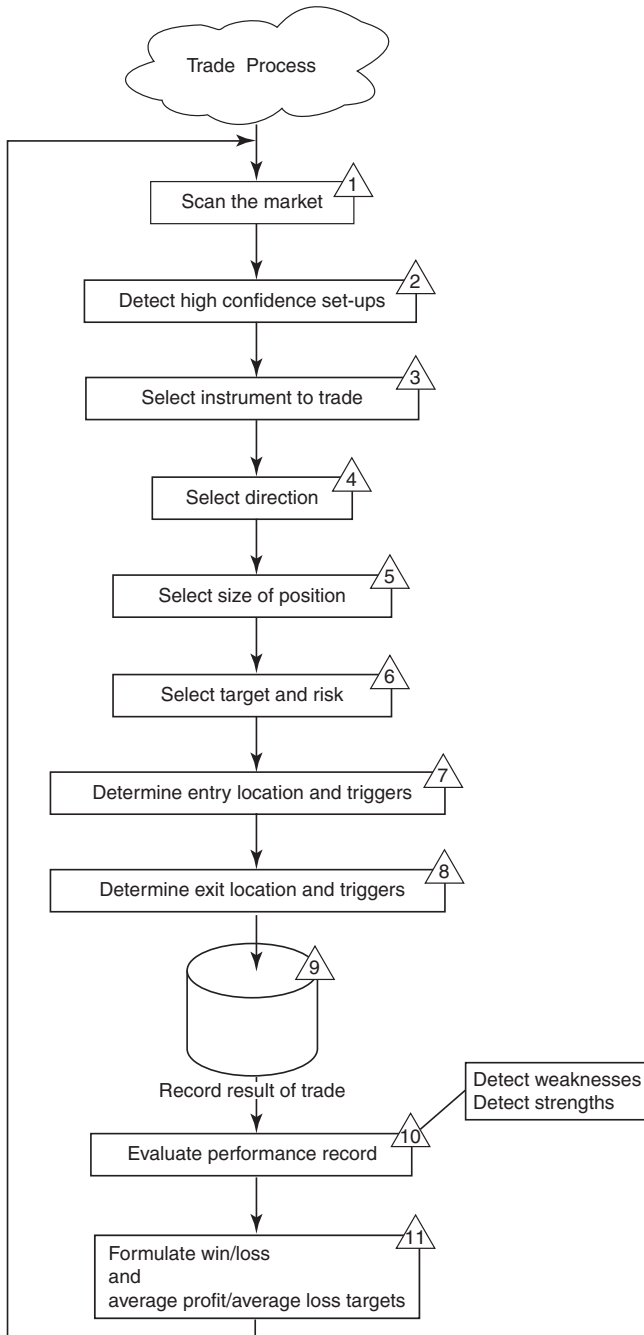 Trade Process
1
Scan the market
2
Detect high confidence set-ups
3
Select instrument to trade
4
Select direction
5
Select size of position
6
Select target and risk
7
Determine entry location and triggers
8
Determine exit location and triggers
9
Record result of trade
Detect weaknesses
Detect strengths
10
Evaluate performance record
11
Formulate win/loss
and
average profit/average loss targets